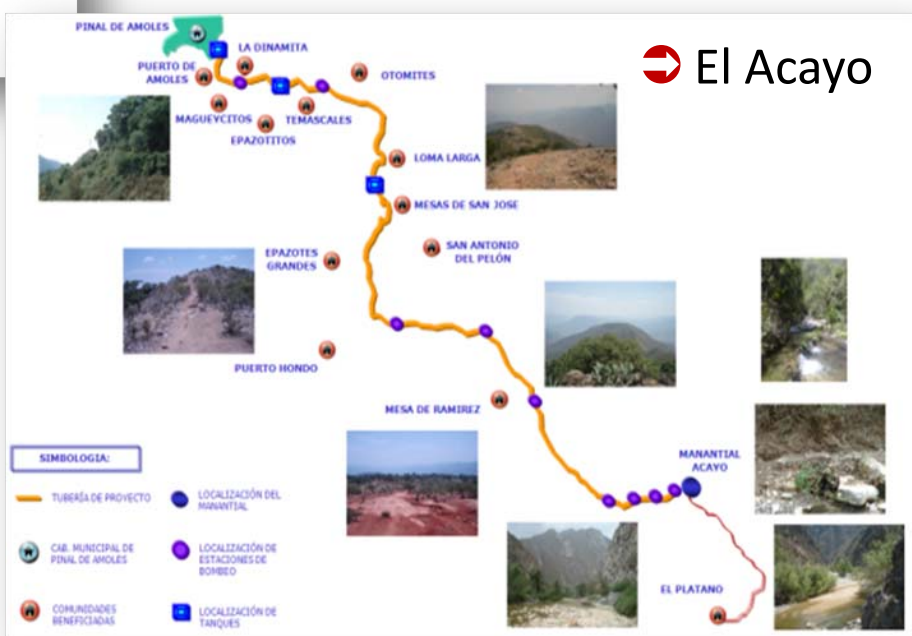 El Acayo
PINAL DE AMOLES
LA DINAMITA
PUERTO DE
AMOLES
OTOMITES
MAGUEYCITOS
TEMASCALES
EPAZOTITOS
LOMA LARGA
MESAS DE SAN JOSE
SAN ANTONIO
DEL PELÓN
EPAZOTES
GRANDES
PUERTO HONDO
MESA DE RAMIREZ
MANANTIAL
ACAYO
EL PLATANO
SIMBOLOGIA:
TUBERÍA DE PROYECTO
LOCALIZACIÓN DEL
MANANTIAL
CAB. MUNICIPAL DE
PINAL DE AMOLES
LOCALIZACIÓN DE
ESTACIONES DE
BOMBEO
COMUNIDADES
BENEFICIADAS
LOCALIZACIÓN DE
TANQUES